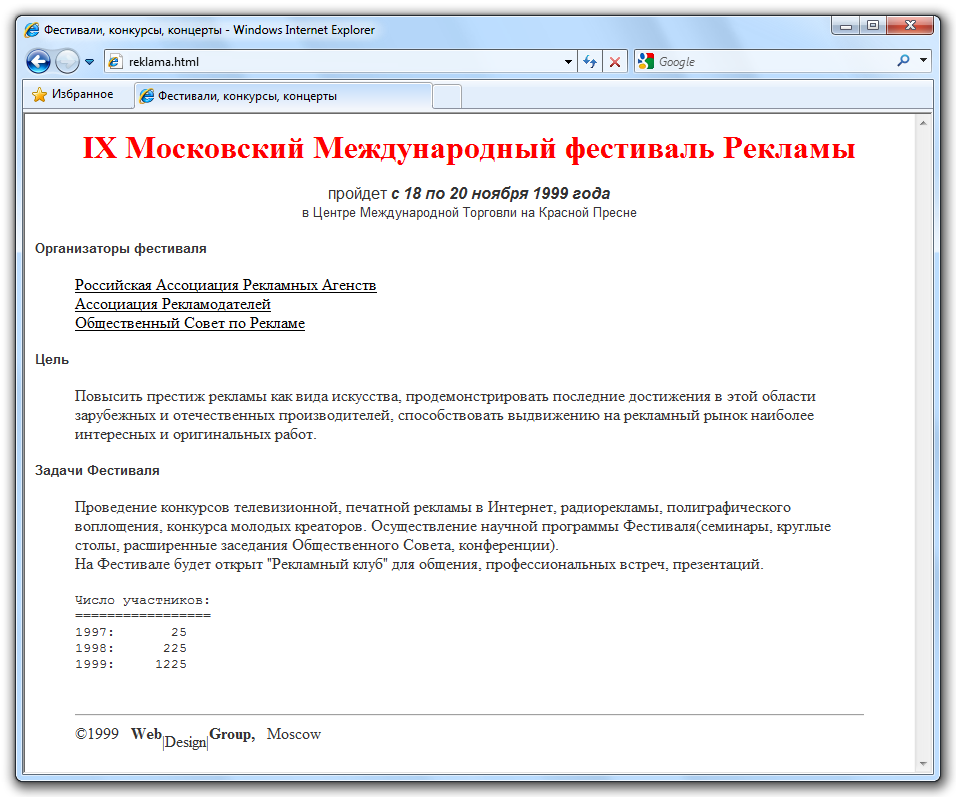 Фестивали, конкурсы, концерты - Windows Internet Explorer
reklama.html
Google
Избранное
Фестивали, конкурсы, концерты
IX Московский Международный фестиваль Рекламы
пройдет с 18 по 20 ноября 1999 года
в Центре Международной Торговли на Красной Пресне
Организаторы фестиваля
Российская Ассоциация Рекламных Агенств
Ассоциация Рекламодателей
Общественный Совет по Рекламе
Цель
Повысить престиж рекламы как вида искусства, продемонстрировать последние достижения в этой области
зарубежных и отечественных производителей, способствовать выдвижению на рекламный рынок наиболее
интересных и оригинальных работ.
Задачи Фестиваля
Проведение конкурсов телевизионной, печатной рекламы в Интернет, радиорекламы, полиграфического
воплощения, конкурса молодых креаторов. Осуществление научной программы Фестиваля(семинары, круглые
столы, расширенные заседания Общественного Совета, конференции).
На Фестивале будет открыт "Рекламный клуб" для общения, профессиональных встреч, презентаций.
Число участников:
=================
1997:       25
1998:      225
1999:     1225
©1999 Web|Design|Group, Moscow